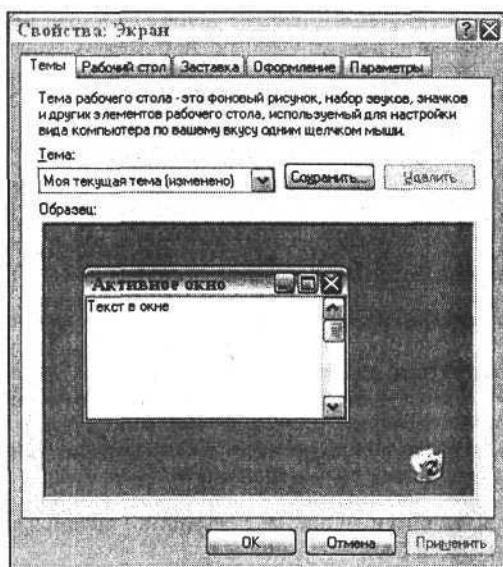 Свойства: Экран
Темы Рабочий стол Заставка Оформление Параметры
Тема рабочего стола - это фоновый рисунок, набор звуков, значков
и других элементов рабочего стола, используемый для настройки
вида компьютера по вашему вкусу одним щелчком мыши.
Тема:
Моя текущая тема (изменено) Сохранить... Удалить
Образец:
Активное окно
Текст в окне
OK Отмена Применить